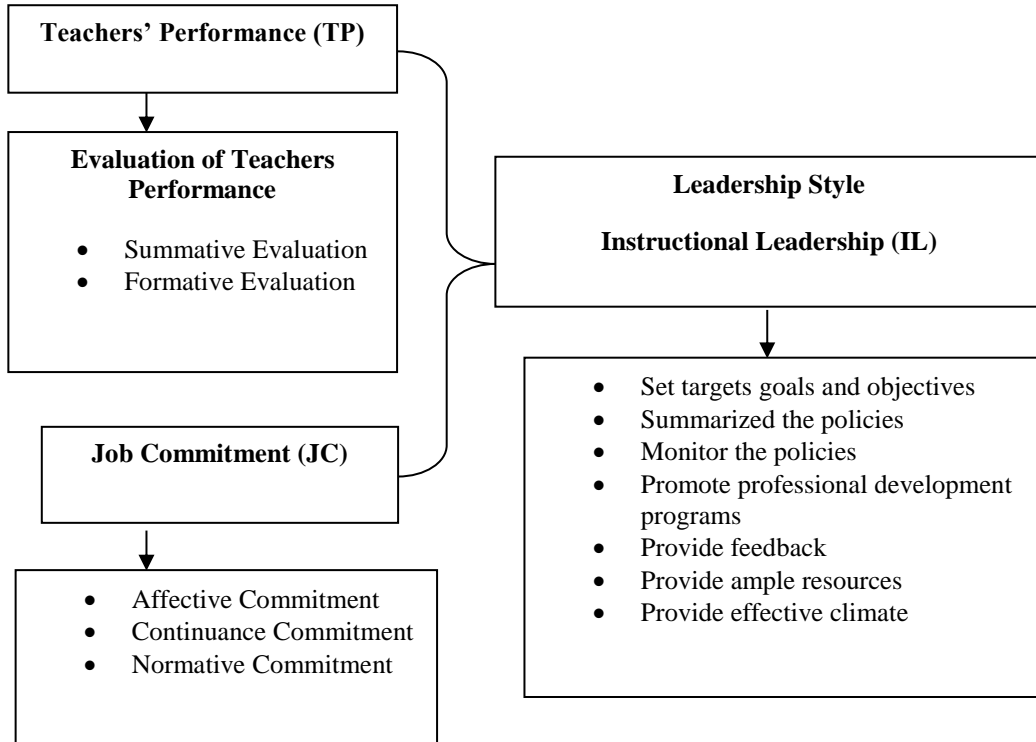 Teachers’ Performance (TP)
Evaluation of Teachers
Performance
• Summative Evaluation
• Formative Evaluation
Job Commitment (JC)
• Affective Commitment
• Continuance Commitment
• Normative Commitment
Leadership Style
Instructional Leadership (IL)
• Set targets goals and objectives
• Summarized the policies
• Monitor the policies
• Promote professional development
programs
• Provide feedback
• Provide ample resources
• Provide effective climate